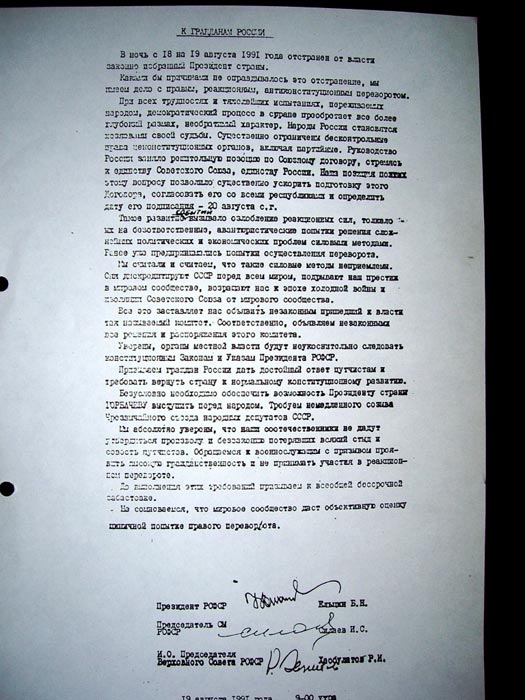 К ГРАЖДАНАМ РОССИИ
В ночь с 18 на 19 августа 1991 года отстранен от власти
законно избранный Президент страны.
Какими бы причинами не оправдывалось это отстранение, мы
имеем дело с правым, реакционным, антиконституционным переворотом.
При всех трудностях и тяжелейших испытаниях, переживаемых
народом, демократический процесс в стране приобретает все более
глубокий размах, необратимый характер. Народы России становятся
хозяевами своей судьбы. Существенно ограничены бесконтрольные
права неконституционных органов, включая партийные. Руководство
России заняло решительную позицию по Союзному договору, стремясь
к единству Советского Союза, единству России. Наша позиция по
этому вопросу позволило существенно ускорить подготовку этого
Договора, согласовать его со всеми республиками и определить
дату его подписания - 20 августа с.г.
Такое развитие событий вызывало озлобление реакционных сил, толкало
их на безответственные, авантюристические попытки решения слож-
нейших политических и экономических проблем силовыми методами.
Ранее уже предпринимались попытки осуществления переворота.
Мы считали и считаем, что такие силовые методы неприемлемы.
Они дискредитируют СССР перед всем миром, подрывают наш престиж
в мировом сообществе, возвращают нас к эпохе холодной войны и
изоляции Советского Союза от мирового сообщества.
Все это заставляет нас объявить незаконным пришедший к власти
так называемый комитет. Соответственно, объявляем незаконными
все решения и распоряжения этого комитета.
Уверены, органы местной власти будут неукоснительно следовать
конституционным Законам и Указам Президента РСФСР.
Призываем граждан России дать достойный ответ путчистам и
требовать вернуть страну к нормальному конституционному развитию.
Безусловно необходимо обеспечить возможность Президенту страны
ГОРБАЧЕВУ выступить перед народом. Требуем немедленного созыва
Чрезвычайного съезда народных депутатов СССР.
Мы абсолютно уверены, что наши соотечественники не дадут
утвердиться произволу и беззаконию потерявших всякий стыд и
совесть путчистов. Обращаемся к военнослужащим с призывом проя-
вить высокую гражданственность и не принимать участия в реакцион-
ном перевороте.
До выполнения этих требований призываем к всеобщей бессрочной
забастовке.
Не сомневаемся, что мировое сообщество даст объективную оценку
циничной попытке правого переворота.
Президент РСФСР Ельцин Б.Н.
Председатель СМ
РСФСР Силаев И.С.
И.О. Председателя
Верховного Совета РСФСР Хасбулатов Р.И.
19 августа 1991 года 9-00 утра